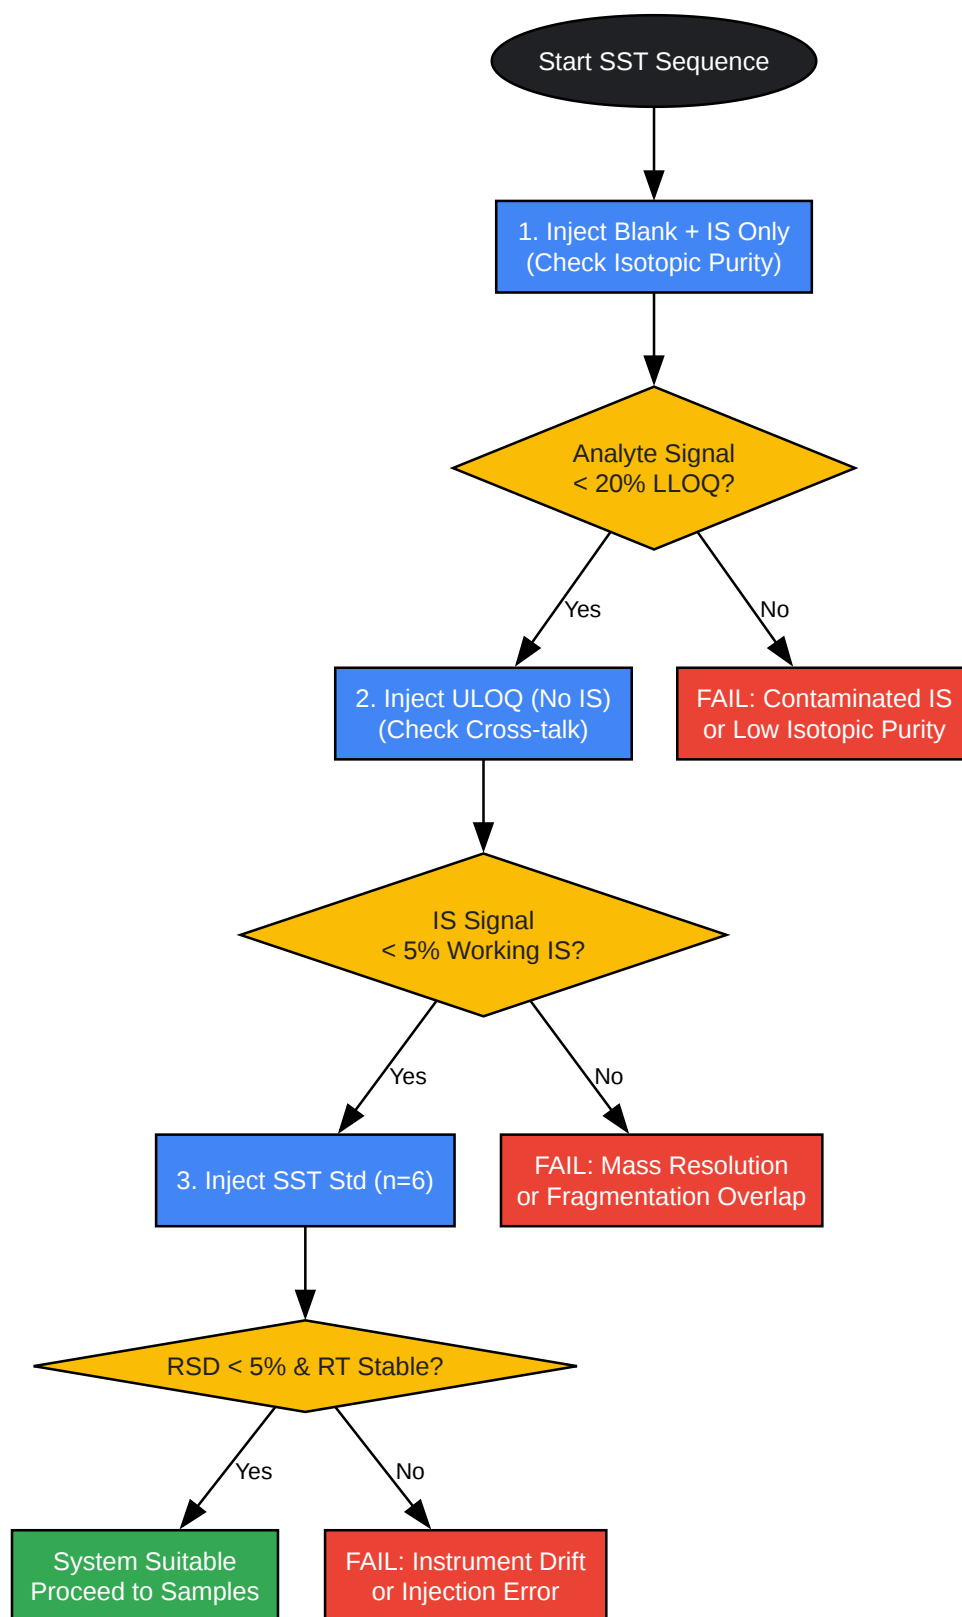 Start SST Sequence
1. Inject Blank + IS Only
(Check Isotopic Purity)
Analyte Signal
< 20% LLOQ?
Yes
No
2. Inject ULOQ (No IS)
(Check Cross-talk)
FAIL: Contaminated IS
or Low Isotopic Purity
IS Signal
< 5% Working IS?
Yes
No
3. Inject SST Std (n=6)
FAIL: Mass Resolution
or Fragmentation Overlap
RSD < 5% & RT Stable?
Yes
No
System Suitable
Proceed to Samples
FAIL: Instrument Drift
or Injection Error